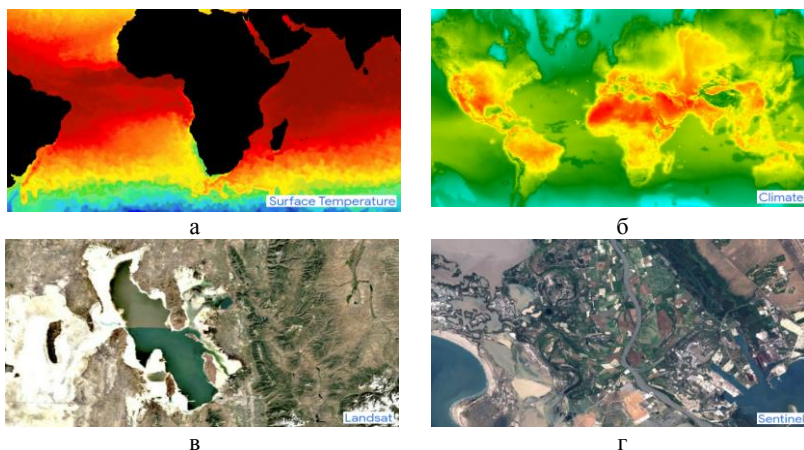 Surface Temperature
Climate
а
б
Landsat
Sentinel
в
г